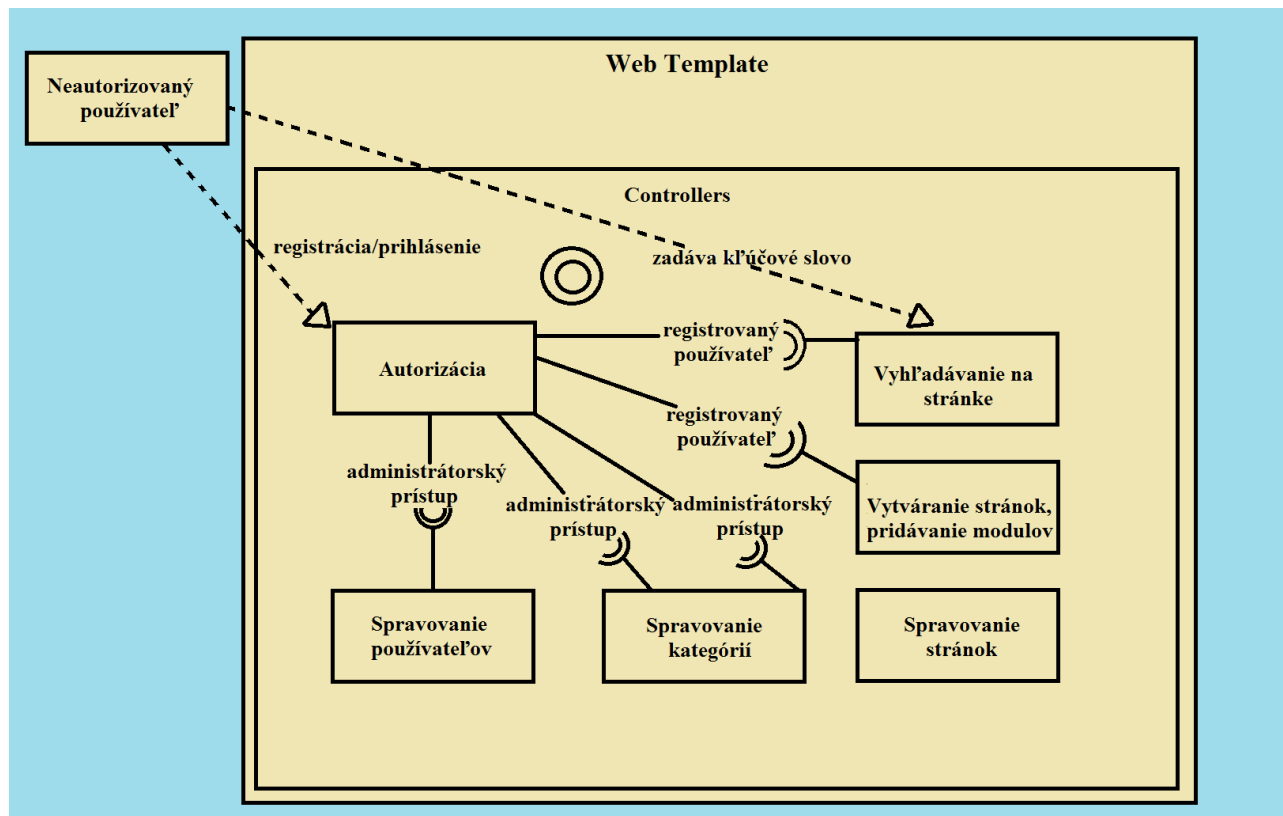 Web Template
Neautorizovaný
používateľ
Controllers
registrácia/prihlásenie
zadáva kľúčové slovo
registrovaný
používateľ
Autorizácia
Vyhľadávanie na
stránke
registrovaný
používateľ
administrátorský
prístup
administrátorský
prístup
administrátorský
prístup
Vytváranie stránok,
pridávanie modulov
Spravovanie
používateľov
Spravovanie
kategórií
Spravovanie
stránok